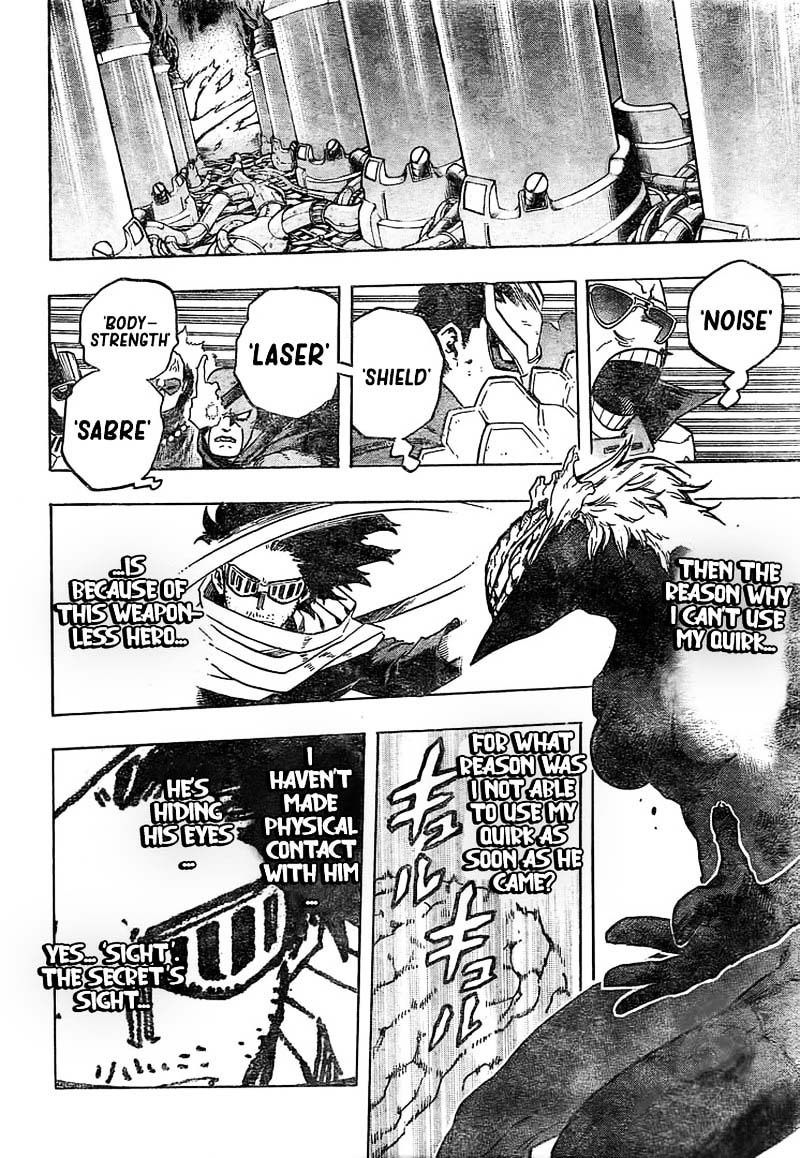 'NOISE'
'SHIELD'
'LASER'
'BODY-
STRENGTH'
'SABRE'
THEN THE
REASON WHY
I CAN'T USE
MY QUIRK...
...IS
BECAUSE OF
THIS WEAPON-
LESS HERO...
FOR WHAT
REASON WAS
I NOT ABLE
TO USE MY
QUIRK AS
SOON AS HE
CAME?
キュル
キュル
I
HAVEN'T
MADE
PHYSICAL
CONTACT
WITH HIM
...
HE'S
HIDING
HIS EYES
...
YES... 'SIGHT'.
THE SECRET'S
SIGHT...